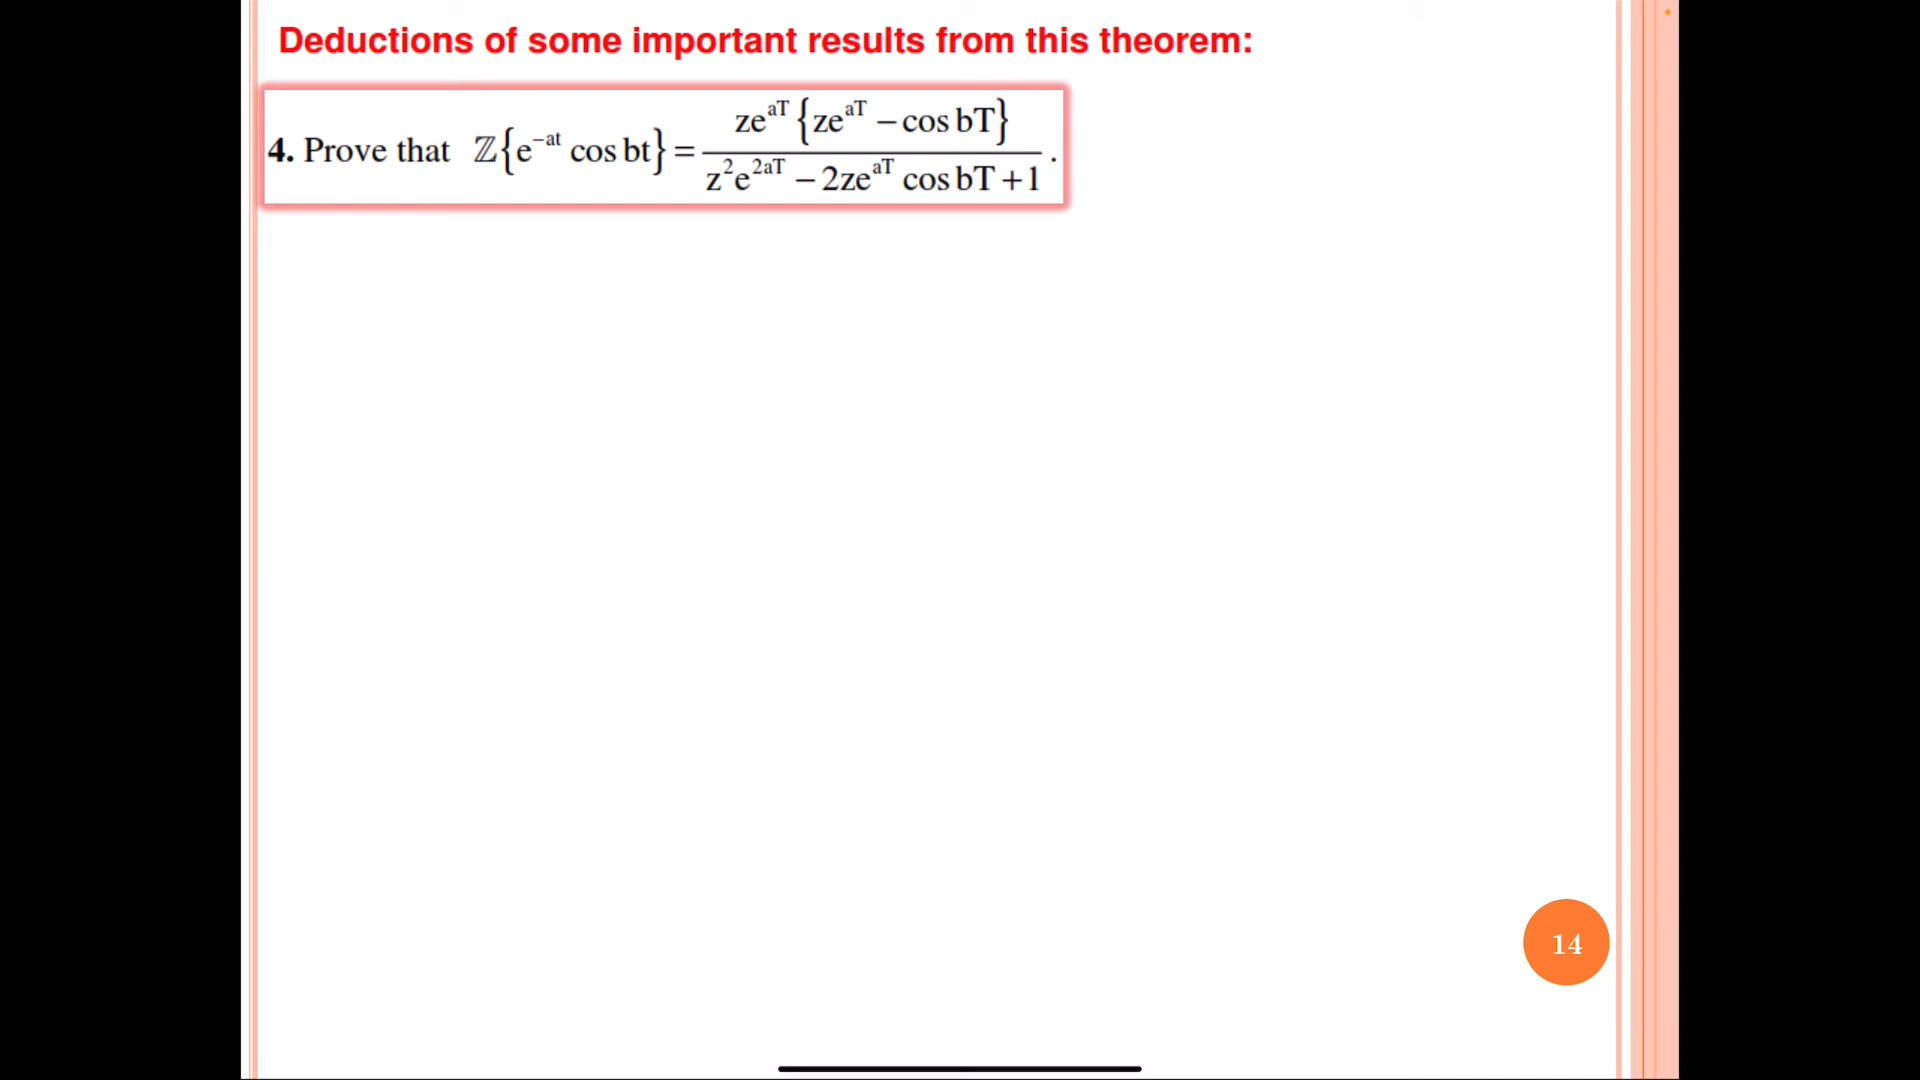 Deductions of some important results from this theorem:
4. Prove that ℤ{e^{-at} cos bt} = \frac{ze^{aT} {ze^{aT} − cos bT}}{z^2e^{2aT} − 2ze^{aT} cos bT + 1}.
14